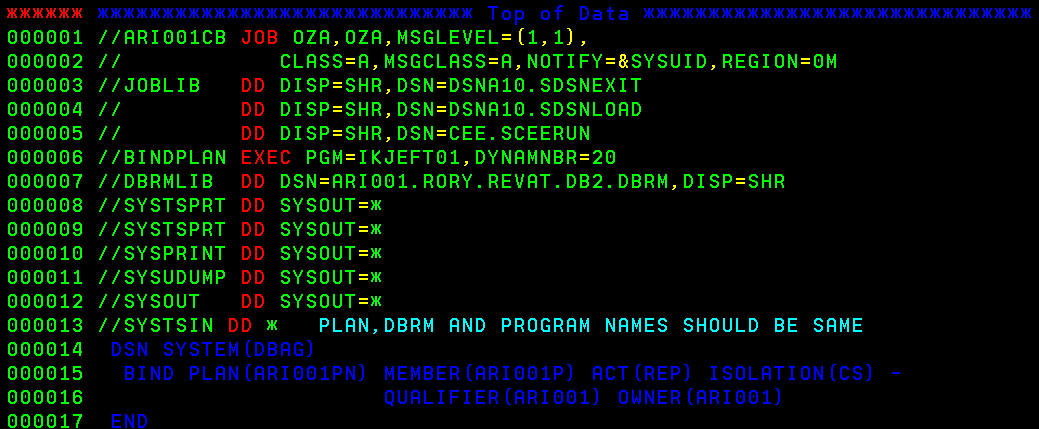 ****** **************************** Top of Data ******************************
000001 //ARI001CB JOB OZA,OZA,MSGLEVEL=(1,1),
000002 //            CLASS=A,MSGCLASS=A,NOTIFY=&SYSUID,REGION=0M
000003 //JOBLIB   DD DISP=SHR,DSN=DSNA10.SDSNEXIT
000004 //         DD DISP=SHR,DSN=DSNA10.SDSNLOAD
000005 //         DD DISP=SHR,DSN=CEE.SCEERUN
000006 //BINDPLAN EXEC PGM=IKJEFT01,DYNAMNBR=20
000007 //DBRMLIB  DD DSN=ARI001.RORY.REVAT.DB2.DBRM,DISP=SHR
000008 //SYSTSPRT DD SYSOUT=*
000009 //SYSTSPRT DD SYSOUT=*
000010 //SYSPRINT DD SYSOUT=*
000011 //SYSUDUMP DD SYSOUT=*
000012 //SYSOUT   DD SYSOUT=*
000013 //SYSTSIN DD *   PLAN,DBRM AND PROGRAM NAMES SHOULD BE SAME
000014  DSN SYSTEM(DBAG)
000015   BIND PLAN(ARI001PN) MEMBER(ARI001P) ACT(REP) ISOLATION(CS) -
000016                       QUALIFIER(ARI001) OWNER(ARI001)
000017  END